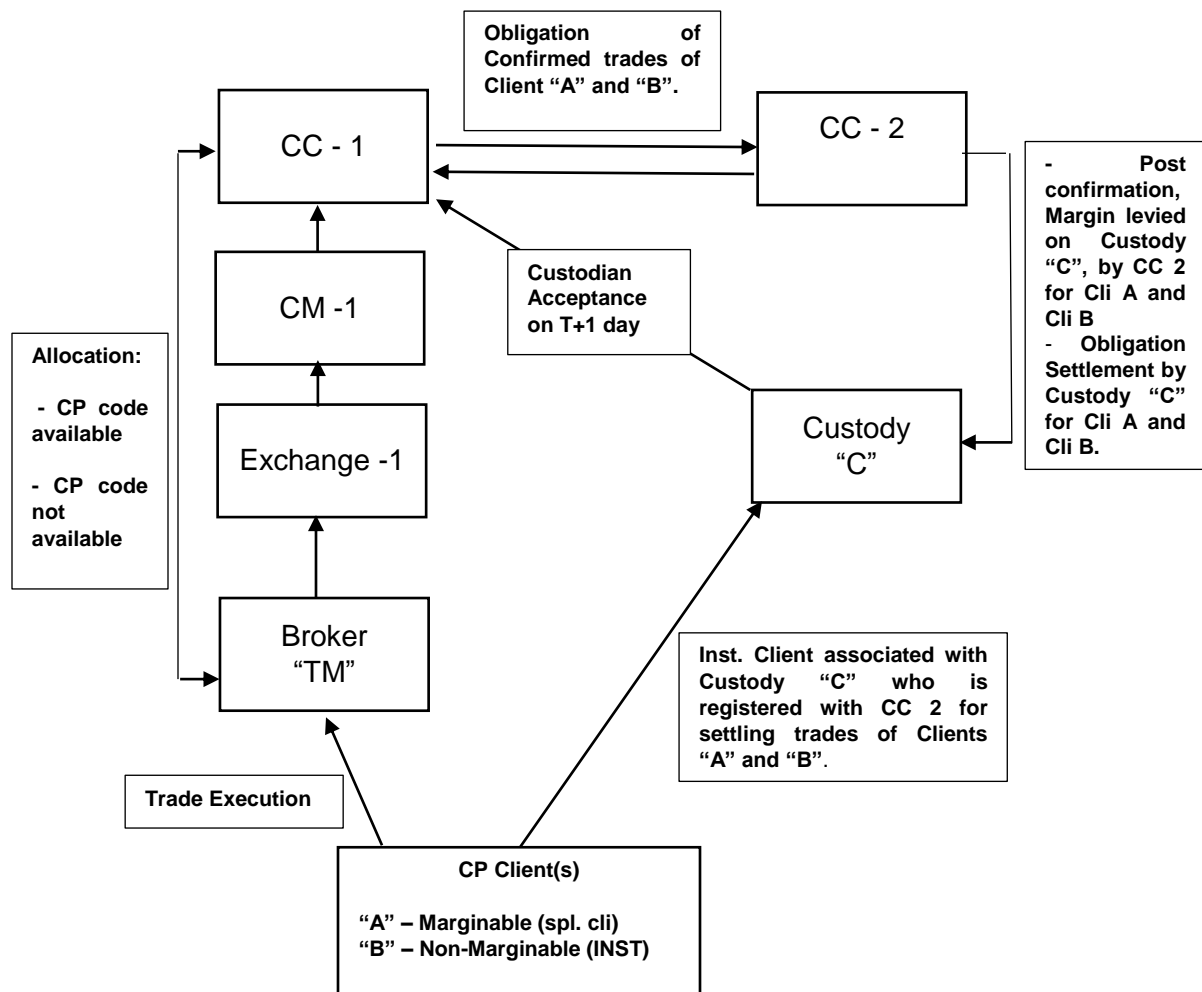 Obligation of
Confirmed trades of
Client “A” and “B”.
CC - 1
CC - 2
- Post
confirmation,
Margin levied
on Custody
“C”, by CC 2
for Cli A and
Cli B
- Obligation
Settlement by
Custody “C”
for Cli A and
Cli B.
Custodian
Acceptance
on T+1 day
CM -1
Allocation:
- CP code
available
- CP code
not
available
Exchange -1
Custody
“C”
Broker
“TM”
Inst. Client associated with
Custody “C” who is
registered with CC 2 for
settling trades of Clients
“A” and “B”.
Trade Execution
CP Client(s)
“A” – Marginable (spl. cli)
“B” – Non-Marginable (INST)